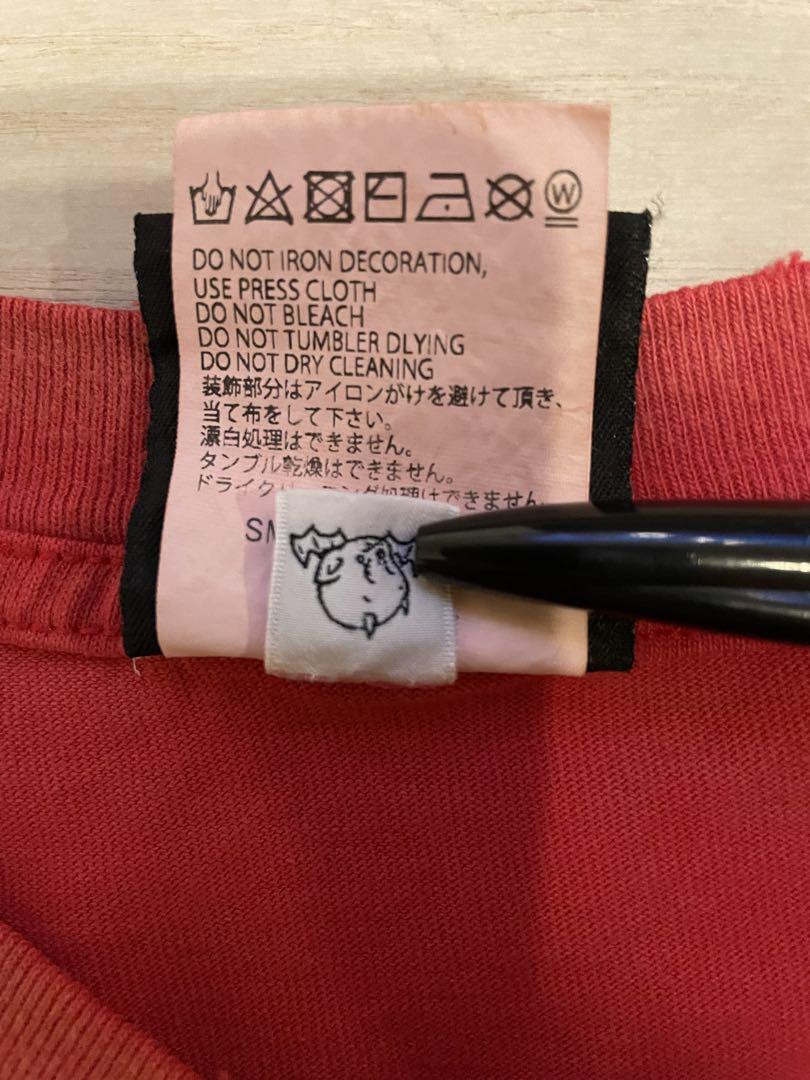 W
DO NOT IRON DECORATION,
USE PRESS CLOTH
DO NOT BLEACH
DO NOT TUMBLER DLYING
DO NOT DRY CLEANING
装飾部分はアイロンがけを避けて頂き、
当て布をして下さい。
漂白処理はできません。
タンブル乾燥はできません。